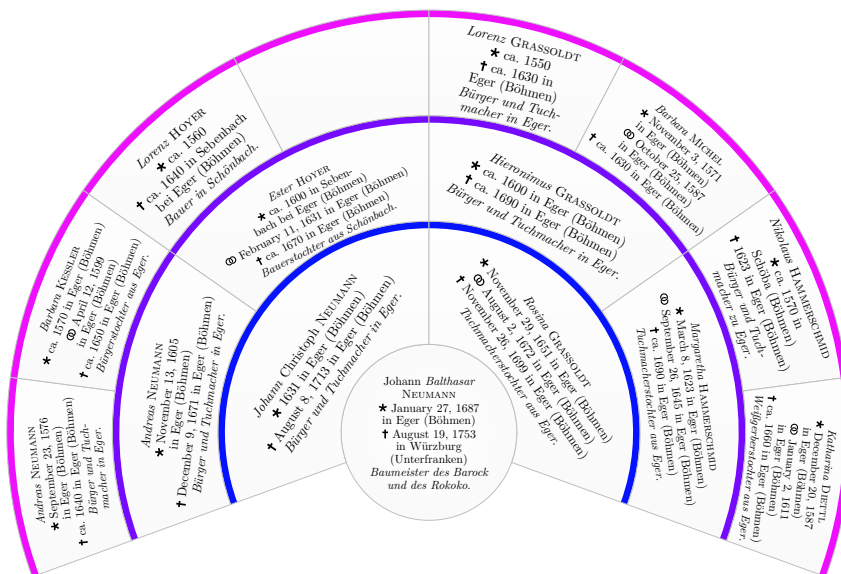 Johann Balthasar
NEUMANN
★ January 27, 1687
in Eger (Böhmen)
✝ August 19, 1753
in Würzburg
(Unterfranken)
Baumeister des Barock
und des Rokoko.
Johann Christoph NEUMANN
★ 1631 in Eger (Böhmen)
✝ August 8, 1713 in Eger (Böhmen)
Bürger und Tuchmacher in Eger.
Rosina GRASSOLDT
★ November 29, 1651 in Eger (Böhmen)
⚭ August 2, 1672 in Eger (Böhmen)
✝ November 26, 1699 in Eger (Böhmen)
Tuchmacherstochter aus Eger.
Andreas NEUMANN
★ November 13, 1605
in Eger (Böhmen)
✝ December 9, 1671 in Eger (Böhmen)
Bürger und Tuchmacher in Eger.
Ester HOYER
★ ca. 1600 in Seben-
bach bei Eger (Böhmen)
⚭ February 11, 1631 in Eger (Böhmen)
✝ ca. 1670 in Eger (Böhmen)
Bauerstochter aus Schönbach.
Hieronimus GRASSOLDT
★ ca. 1600 in Eger (Böhmen)
✝ ca. 1690 in Eger (Böhmen)
Bürger und Tuchmacher in Eger.
Margaretha HAMMERSCHMID
★ March 8, 1623 in Eger (Böhmen)
⚭ September 26, 1645 in Eger (Böhmen)
✝ ca. 1690 in Eger (Böhmen)
Tuchmacherstochter aus Eger.
Andreas NEUMANN
★ September 23, 1576
in Eger (Böhmen)
✝ ca. 1640 in Eger (Böhmen)
Bürger und Tuch-
macher in Eger.
Barbara KESSLER
★ ca. 1570 in Eger (Böhmen)
⚭ April 12, 1599
in Eger (Böhmen)
✝ ca. 1650 in Eger (Böhmen)
Bürgerstochter aus Eger.
Lorenz HOYER
★ ca. 1560
✝ ca. 1640 in Sebenbach
bei Eger (Böhmen)
Bauer in Schönbach.
Lorenz GRASSOLDT
★ ca. 1550
✝ ca. 1630 in
Eger (Böhmen)
Bürger und Tuch-
macher in Eger.
Barbara MICHEL
★ November 3, 1571
in Eger (Böhmen)
⚭ October 25, 1587
in Eger (Böhmen)
✝ ca. 1630 in Eger (Böhmen)
Nikolaus HAMMERSCHMID
★ ca. 1570 in
Schöba (Böhmen)
✝ 1623 in Eger (Böhmen)
Bürger und Tuch-
macher zu Eger.
Katharina DIETTL
★ December 20, 1587
in Eger (Böhmen)
⚭ January 2, 1611
in Eger (Böhmen)
✝ ca. 1660 in Eger (Böhmen)
Weißgerberstochter aus Eger.